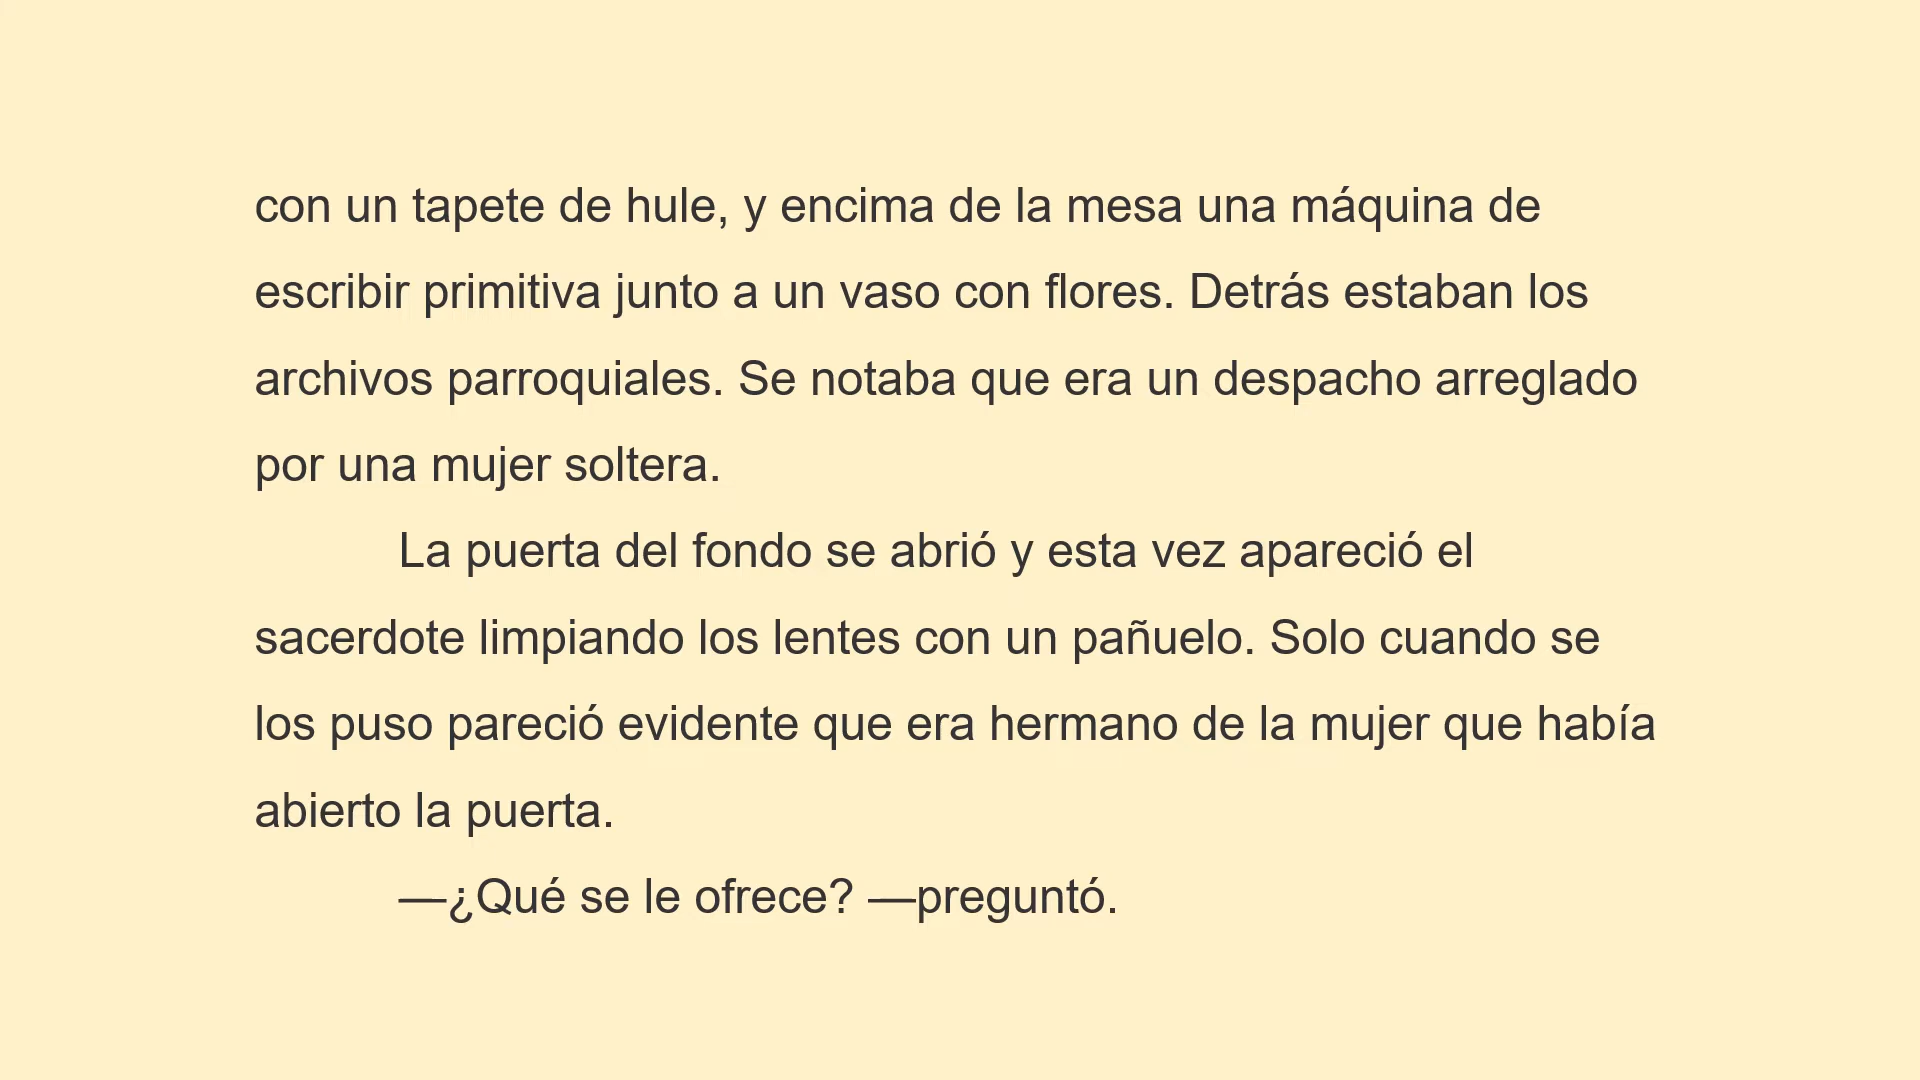 con un tapete de hule, y encima de la mesa una máquina de
escribir primitiva junto a un vaso con flores. Detrás estaban los
archivos parroquiales. Se notaba que era un despacho arreglado
por una mujer soltera.
La puerta del fondo se abrió y esta vez apareció el
sacerdote limpiando los lentes con un pañuelo. Solo cuando se
los puso pareció evidente que era hermano de la mujer que había
abierto la puerta.
—¿Qué se le ofrece? —preguntó.